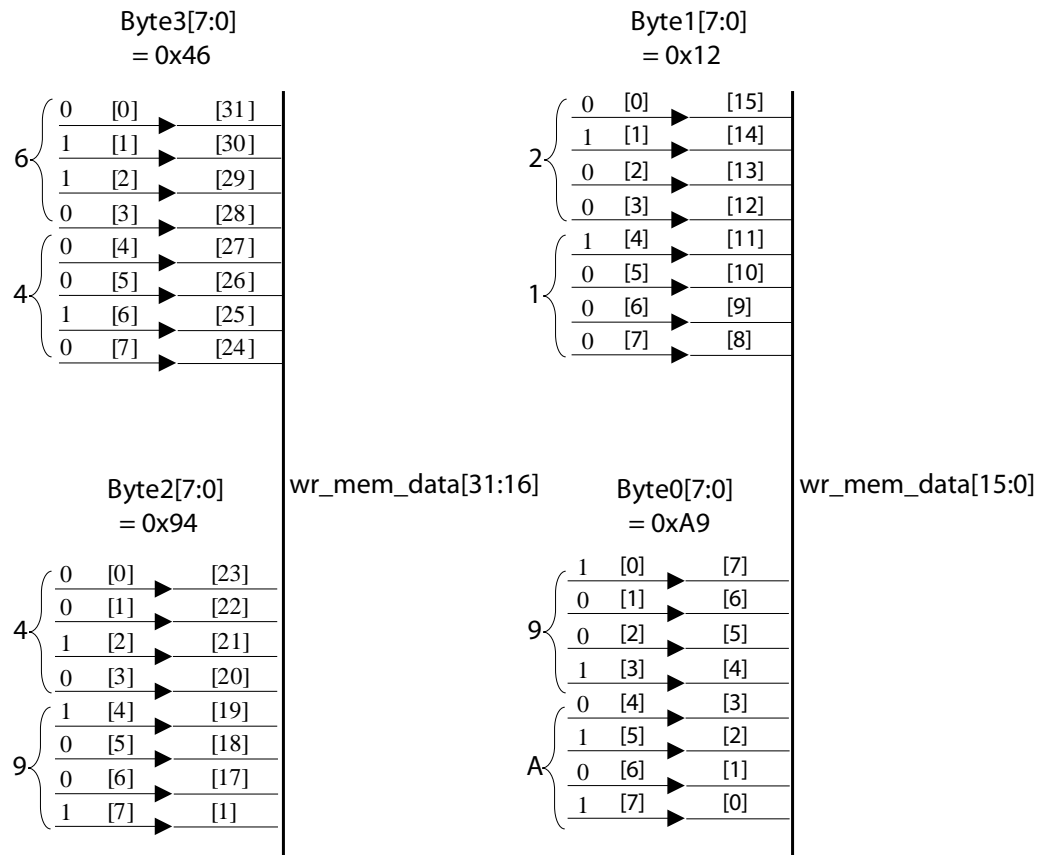 Byte3[7:0]
= 0x46
6
4
0 [0] [31]
1 [1] [30]
1 [2] [29]
0 [3] [28]
0 [4] [27]
0 [5] [26]
1 [6] [25]
0 [7] [24]
Byte1[7:0]
= 0x12
2
1
0 [0] [15]
1 [1] [14]
0 [2] [13]
0 [3] [12]
1 [4] [11]
0 [5] [10]
0 [6] [9]
0 [7] [8]
Byte2[7:0]
= 0x94
wr_mem_data[31:16]
4
9
0 [0] [23]
0 [1] [22]
1 [2] [21]
0 [3] [20]
1 [4] [19]
0 [5] [18]
0 [6] [17]
1 [7] [1]
Byte0[7:0]
= 0xA9
wr_mem_data[15:0]
9
A
1 [0] [7]
0 [1] [6]
0 [2] [5]
1 [3] [4]
0 [4] [3]
1 [5] [2]
0 [6] [1]
1 [7] [0]